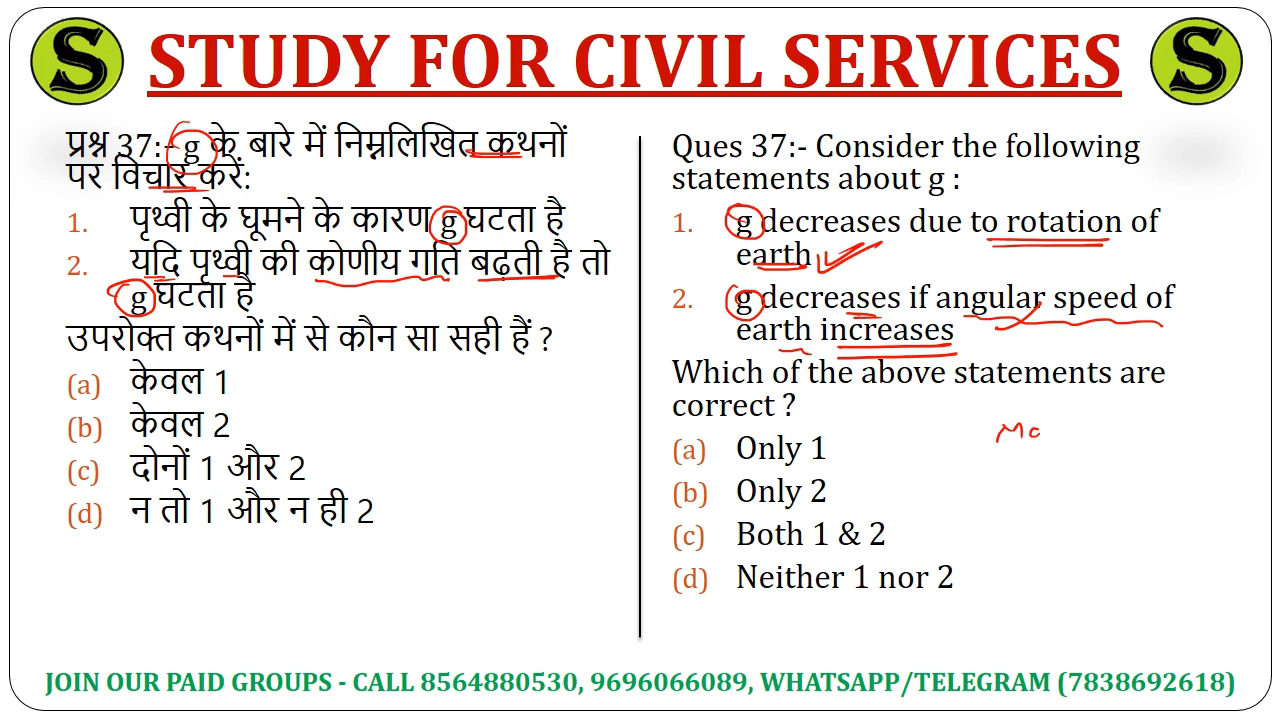 S STUDY FOR CIVIL SERVICES S
प्रश्न 37:- g के बारे में निम्नलिखित कथनों
पर विचार करें:
1. पृथ्वी के घूमने के कारण g घटता है
2. यदि पृथ्वी की कोणीय गति बढ़ती है तो
g घटता है
उपरोक्त कथनों में से कौन सा सही हैं ?
(a) केवल 1
(b) केवल 2
(c) दोनों 1 और 2
(d) न तो 1 और न ही 2
Ques 37:- Consider the following
statements about g :
1. g decreases due to rotation of
earth
2. g decreases if angular speed of
earth increases
Which of the above statements are
correct ?
(a) Only 1
(b) Only 2
(c) Both 1 & 2
(d) Neither 1 nor 2
JOIN OUR PAID GROUPS - CALL 8564880530, 9696066089, WHATSAPP/TELEGRAM (7838692618)